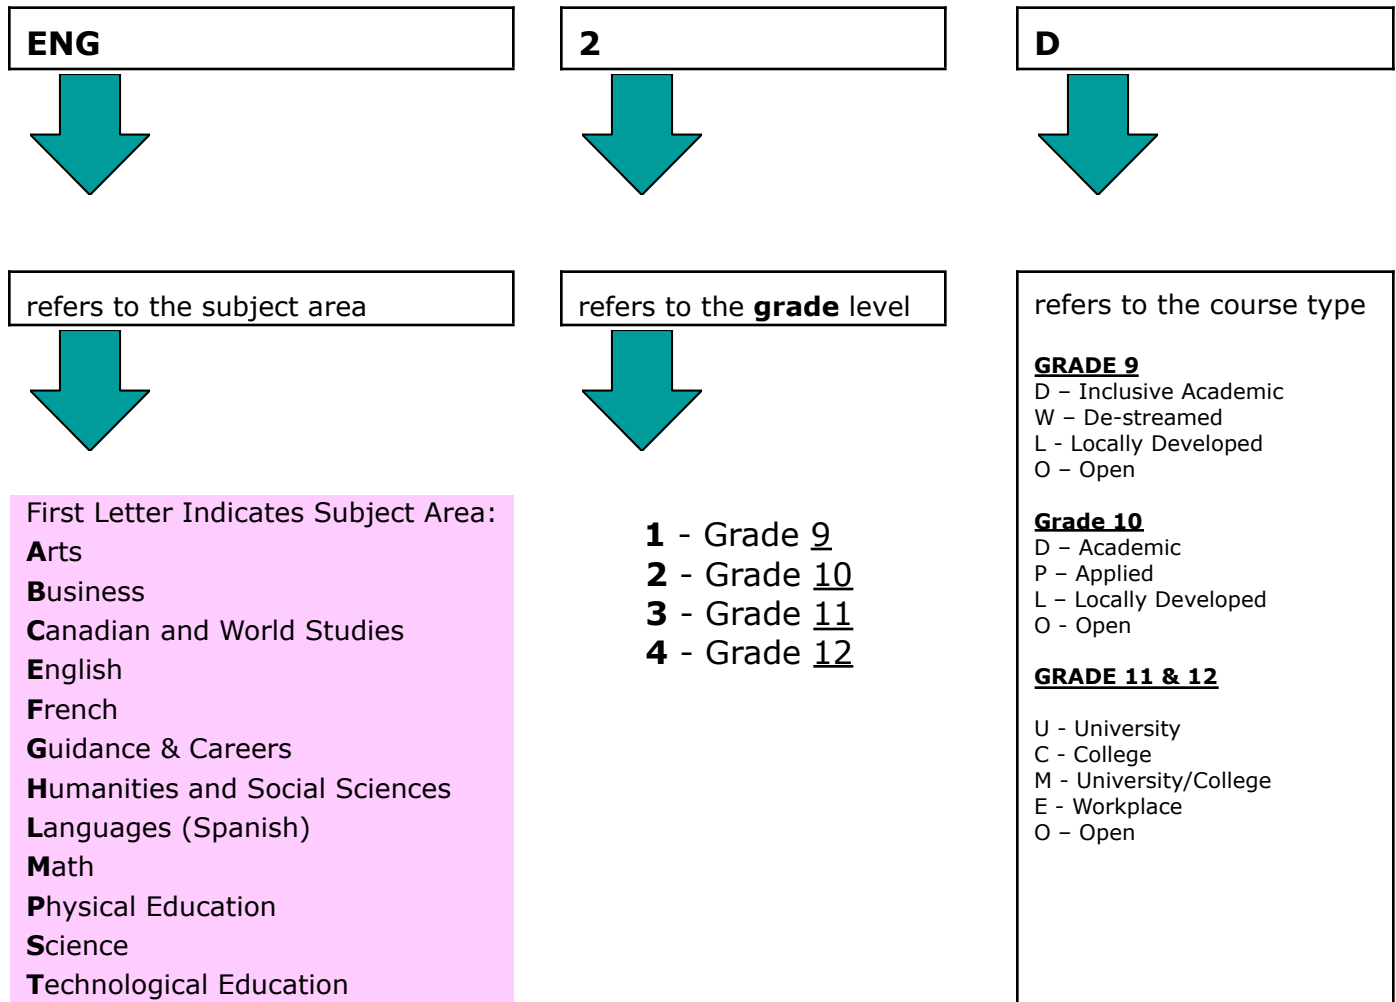 ENG
2
D
refers to the subject area
refers to the grade level
refers to the course type
First Letter Indicates Subject Area:
Arts
Business
Canadian and World Studies
English
French
Guidance & Careers
Humanities and Social Sciences
Languages (Spanish)
Math
Physical Education
Science
Technological Education
1 - Grade 9
2 - Grade 10
3 - Grade 11
4 - Grade 12
GRADE 9
D – Inclusive Academic
W – De-streamed
L - Locally Developed
O – Open
Grade 10
D – Academic
P – Applied
L – Locally Developed
O - Open
GRADE 11 & 12
U - University
C - College
M - University/College
E - Workplace
O – Open